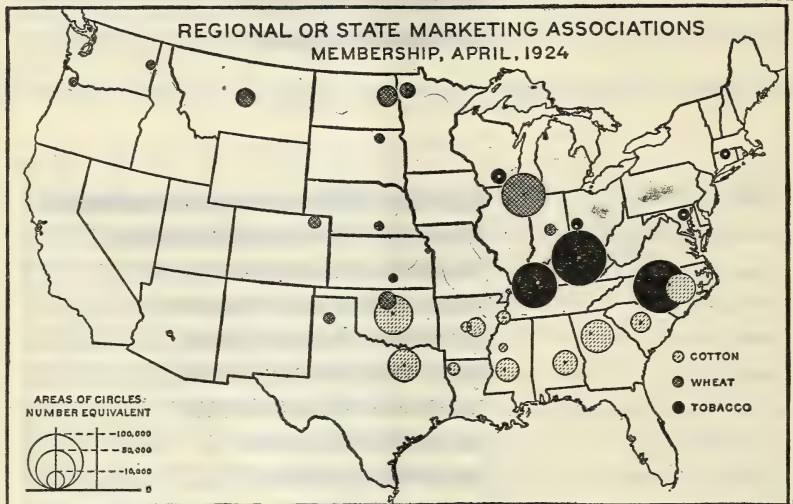 REGIONAL OR STATE MARKETING ASSOCIATIONS
MEMBERSHIP, APRIL, 1924
COTTON
WHEAT
TOBACCO
AREAS OF CIRCLES:
NUMBER EQUIVALENT
100,000
50,000
10,000
0